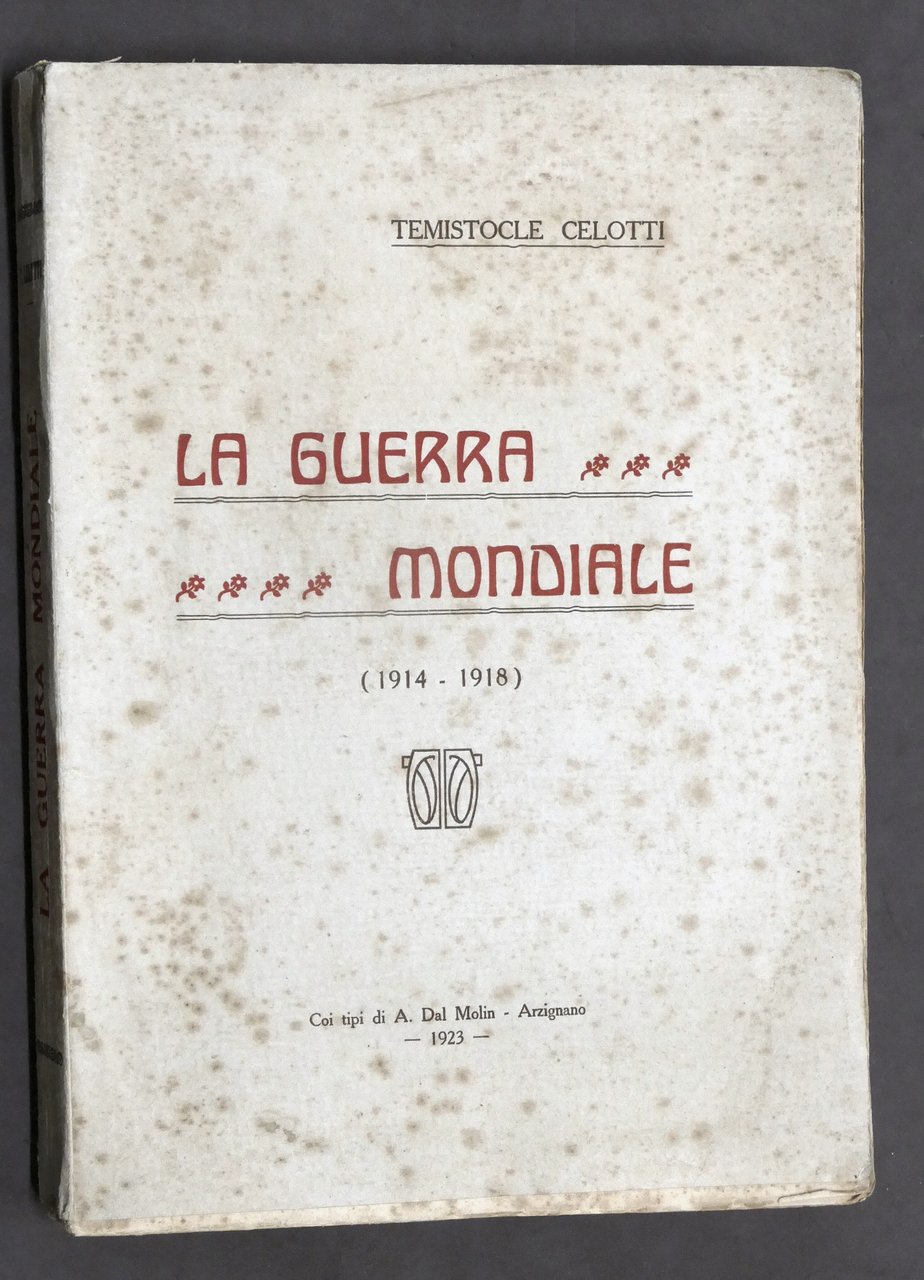 TEMISTOCLE CELOTTI
LA GUERRA
MONDIALE
(1914 - 1918)
Coi tipi di A. Dal Molin - Arzignano
— 1923 —
LA GUERRA MONDIALE